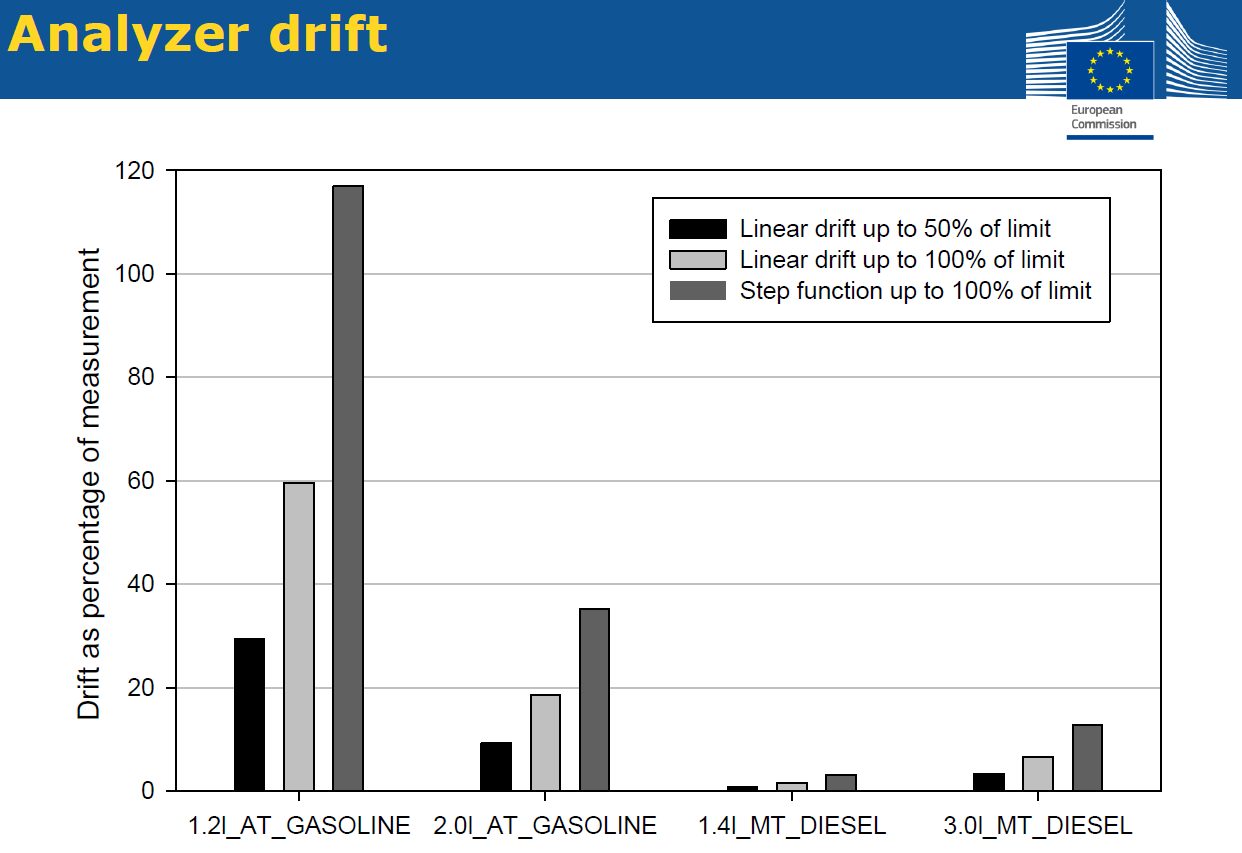 Analyzer drift
European
Commission
120
100
80
60
40
20
0
Drift as percentage of measurement
Linear drift up to 50% of limit
Linear drift up to 100% of limit
Step function up to 100% of limit
1.2l_AT_GASOLINE 2.0l_AT_GASOLINE 1.4l_MT_DIESEL 3.0l_MT_DIESEL